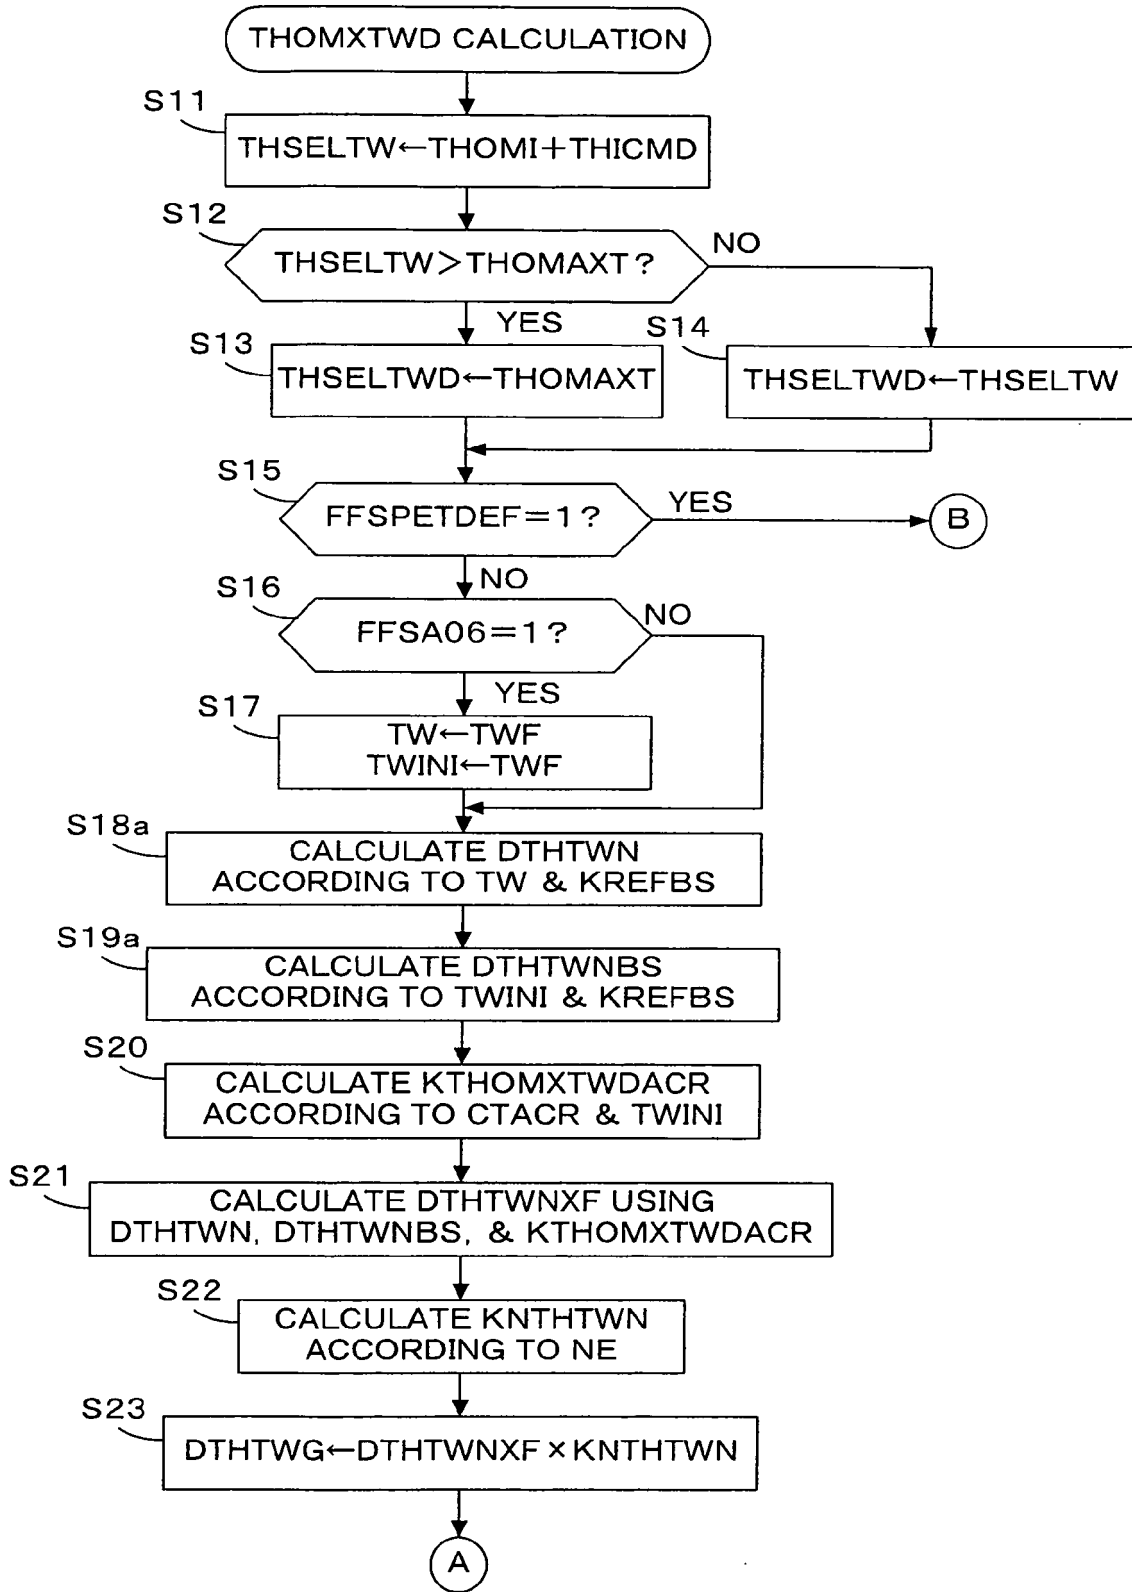 THOMXTWD CALCULATION
S11
THSELTW←THOMI+THICMD
S12
THSELTW>THOMAXT?
NO
YES
S13
THSELTWD←THOMAXT
S14
THSELTWD←THSELTW
S15
FFSPETDEF=1?
YES
B
NO
S16
FFSA06=1?
NO
YES
S17
TW←TWF
TWINI←TWF
S18a
CALCULATE DTHTWN
ACCORDING TO TW & KREFBS
S19a
CALCULATE DTHTWNBS
ACCORDING TO TWINI & KREFBS
S20
CALCULATE KTHOMXTWDACR
ACCORDING TO CTACR & TWINI
S21
CALCULATE DTHTWNXF USING
DTHTWN, DTHTWNBS, & KTHOMXTWDACR
S22
CALCULATE KNTHTWN
ACCORDING TO NE
S23
DTHTWG←DTHTWNXF×KNTHTWN
A